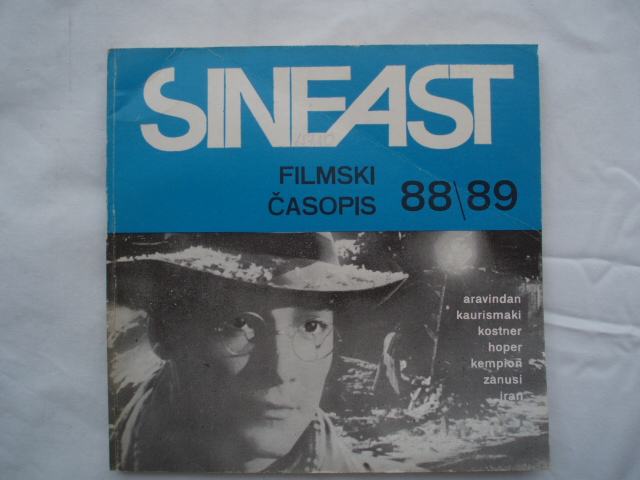 SINEAST
FILMSKI
ČASOPIS 88\89
aravindan
kaurismaki
kostner
hoper
kempion
zanusi
iran